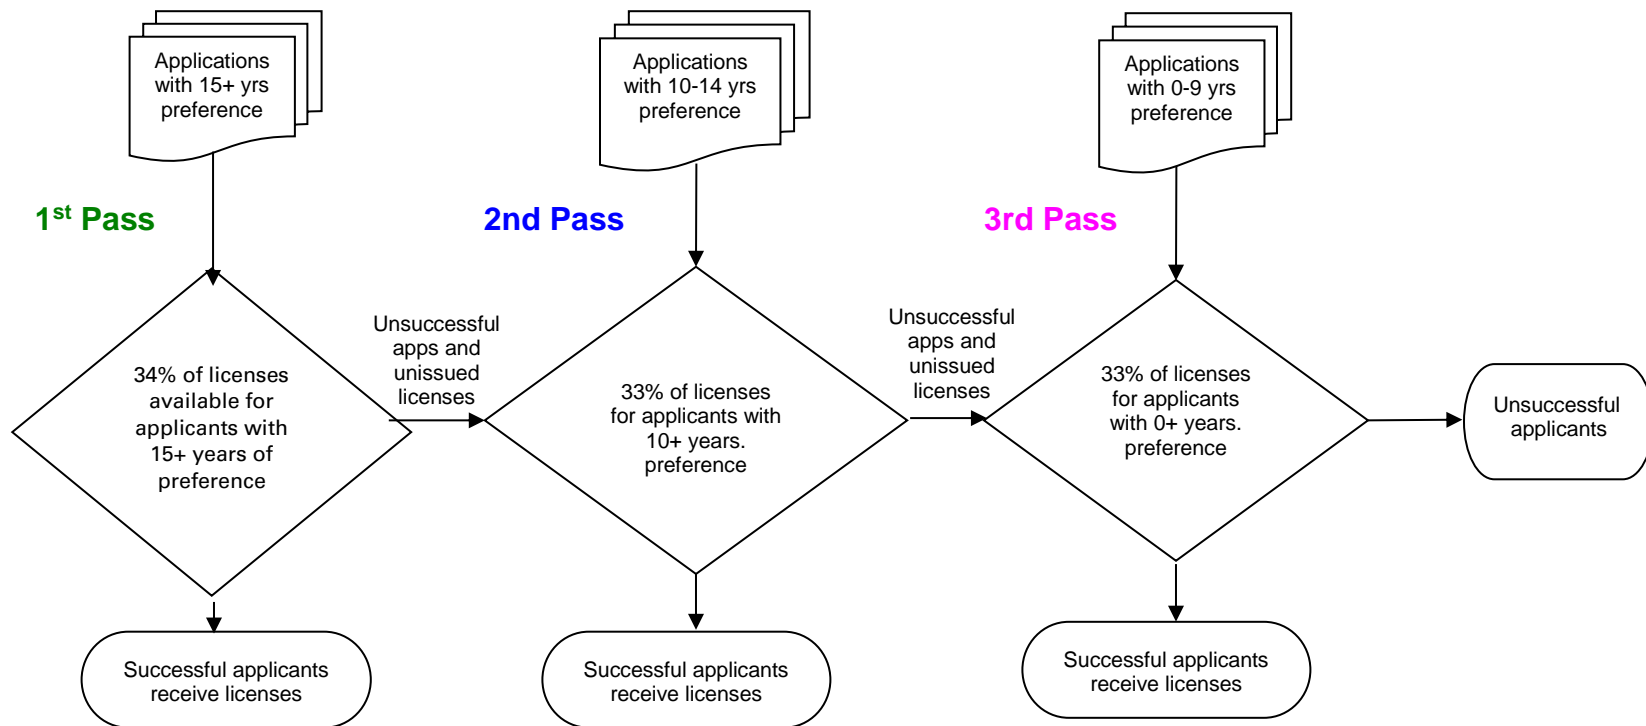 Applications
with 15+ yrs
preference
Applications
with 10-14 yrs
preference
Applications
with 0-9 yrs
preference
1st Pass
2nd Pass
3rd Pass
34% of licenses
available for
applicants with
15+ years of
preference
Unsuccessful
apps and
unissued
licenses
33% of licenses
for applicants with
10+ years.
preference
Unsuccessful
apps and
unissued
licenses
33% of licenses
for applicants
with 0+ years.
preference
Unsuccessful
applicants
Successful applicants
receive licenses
Successful applicants
receive licenses
Successful applicants
receive licenses